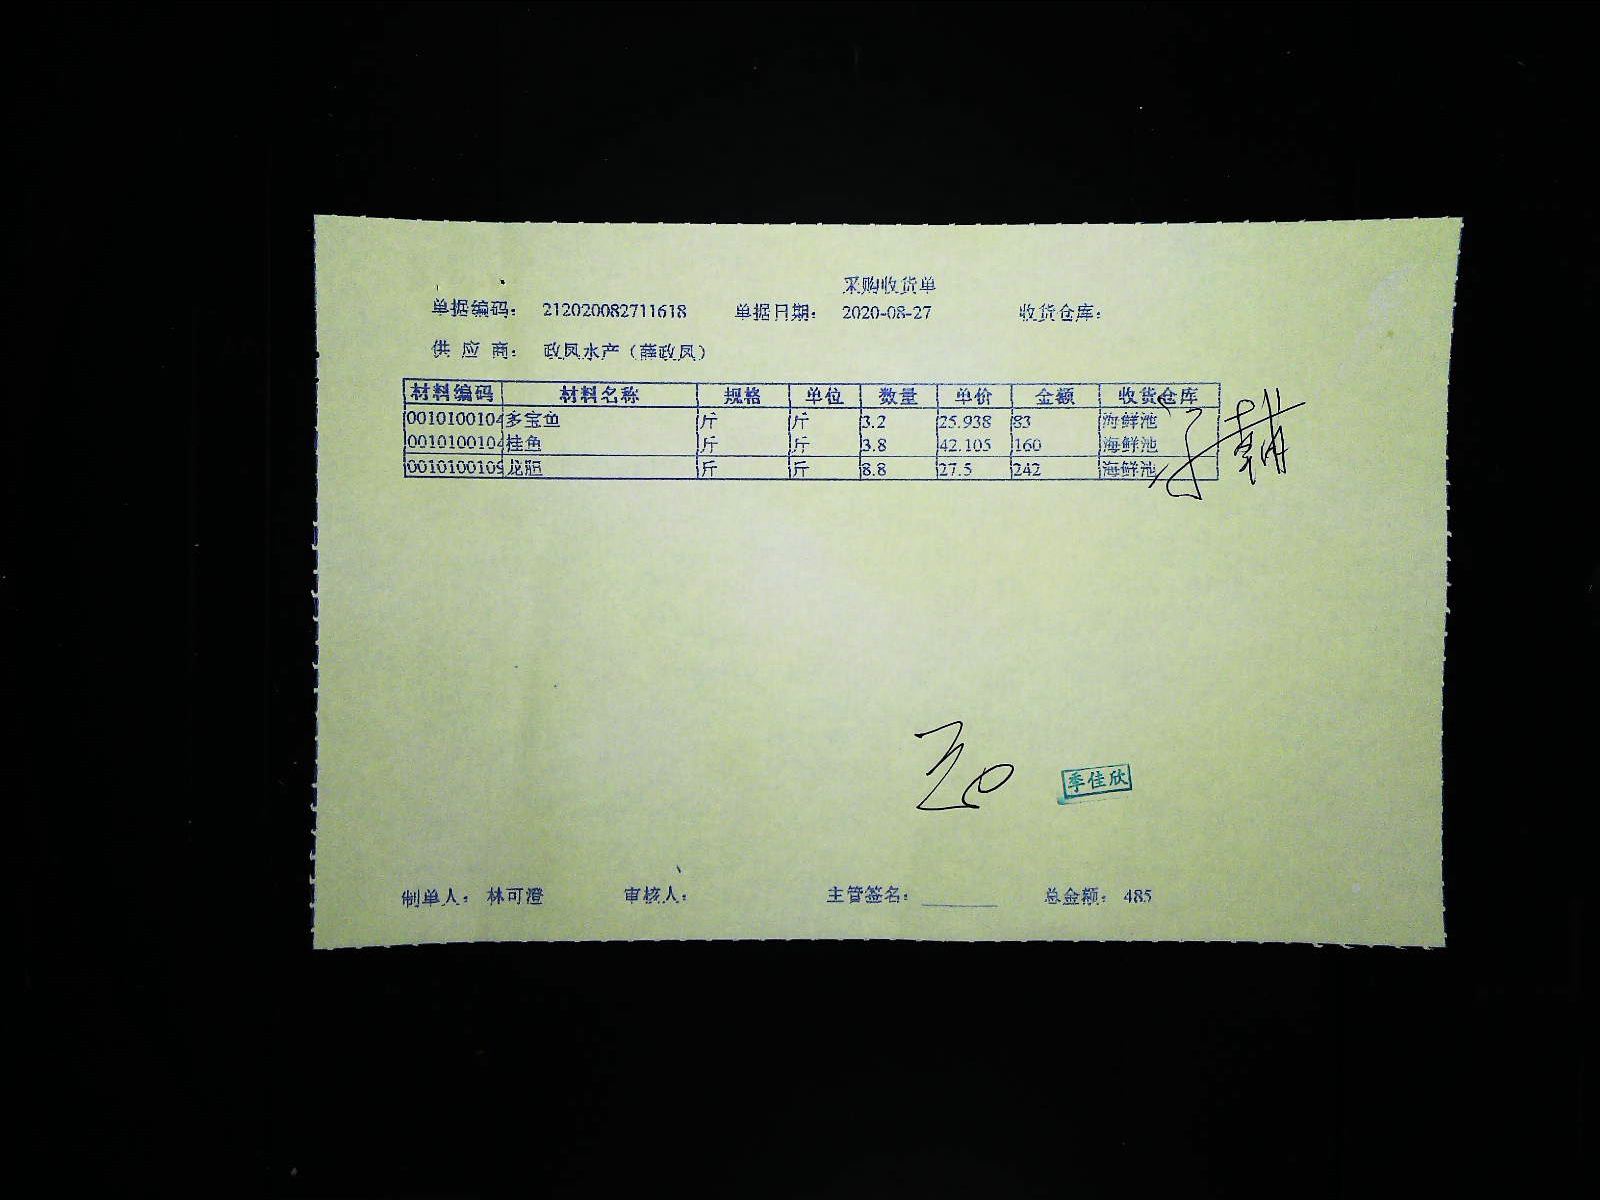 采购收货单
单据编码： 212020082711618 单据日期： 2020-08-27 收货仓库：
供 应 商： 政凤水产（薛政凤）
材料编码 材料名称 规格 单位 数量 单价 金额 收货仓库
0010100104 多宝鱼 斤 斤 3.2 25.938 83 海鲜池
0010100104 桂鱼 斤 斤 3.8 42.105 160 海鲜池
0010100109 龙胆 斤 斤 8.8 27.5 242 海鲜池
季佳欣
制单人： 林可澄 审核人： 主管签名： 总金额： 485